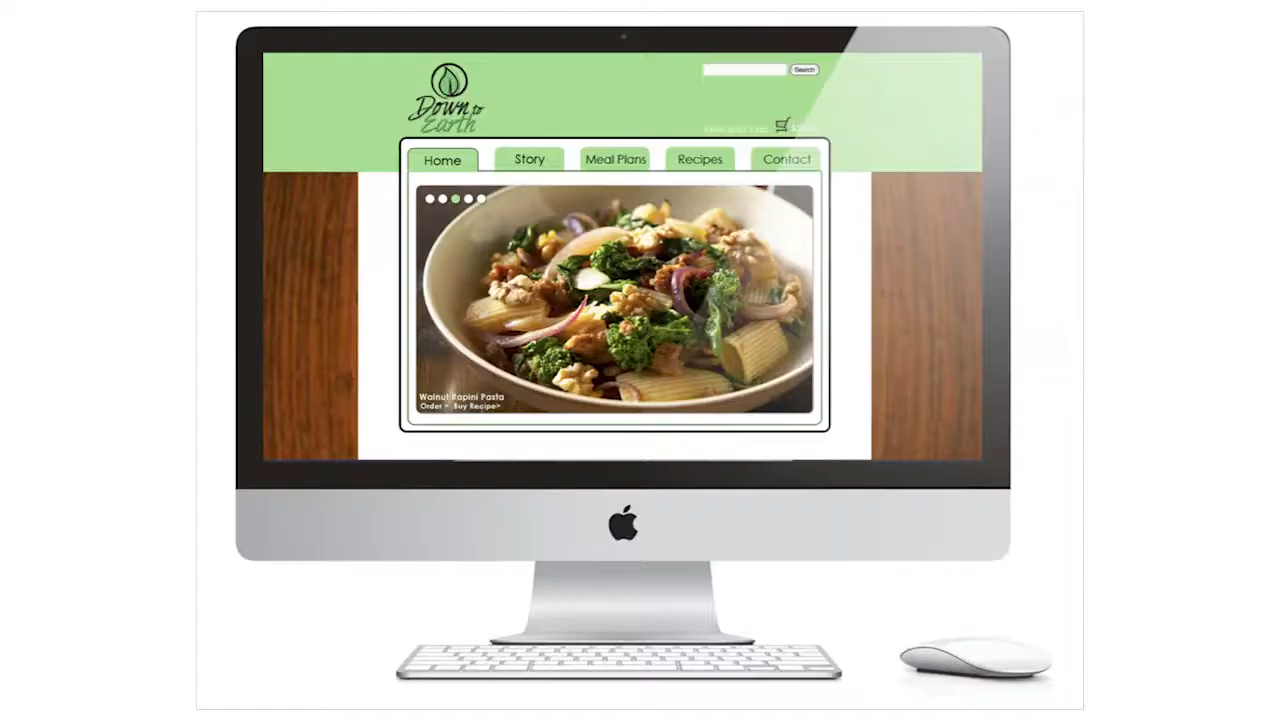 Down to
Earth
Search
Home
Story
Meal Plans
Recipes
Contact
Walnut Rapini Pasta
Order > Buy Recipe>